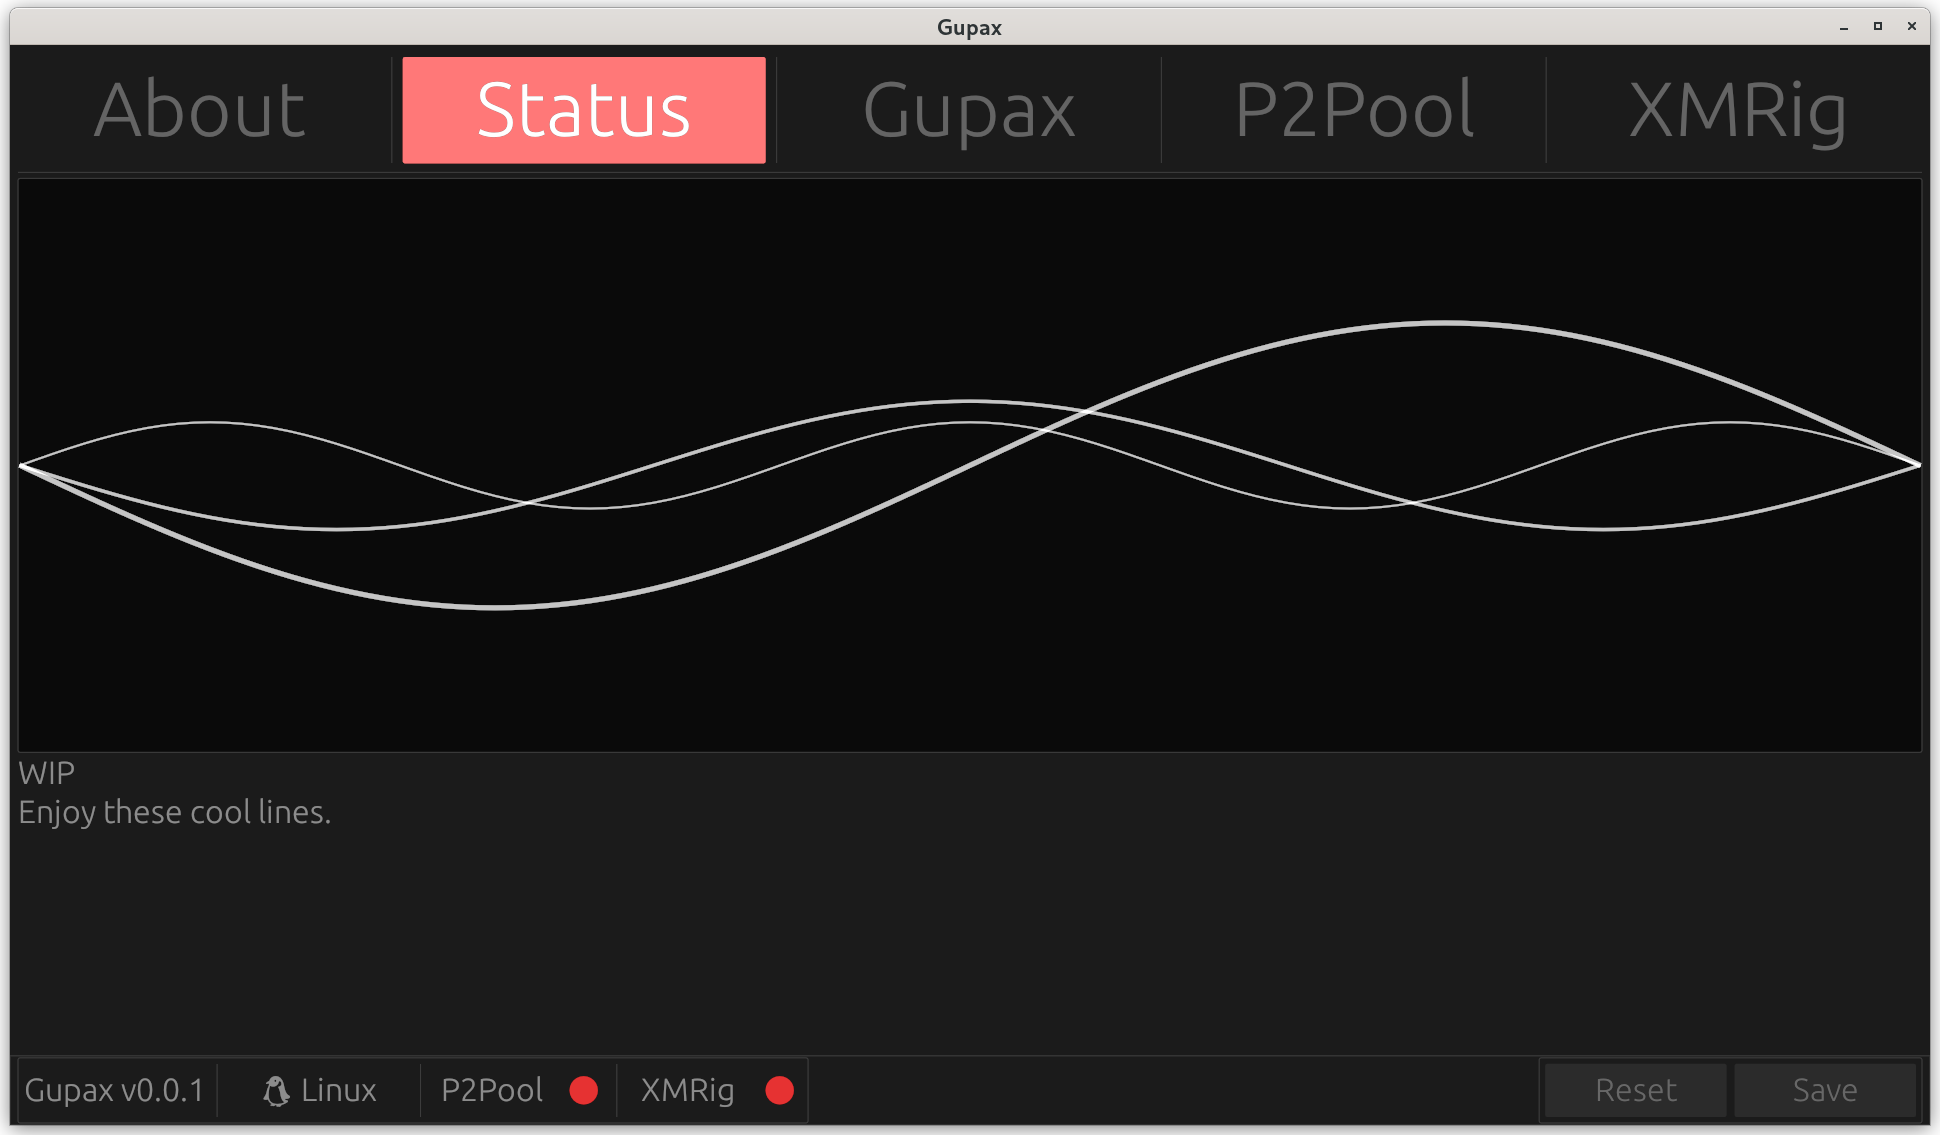 Gupax
About Status Gupax P2Pool XMRig
WIP
Enjoy these cool lines.
Gupax v0.0.1 Linux P2Pool XMRig Reset Save